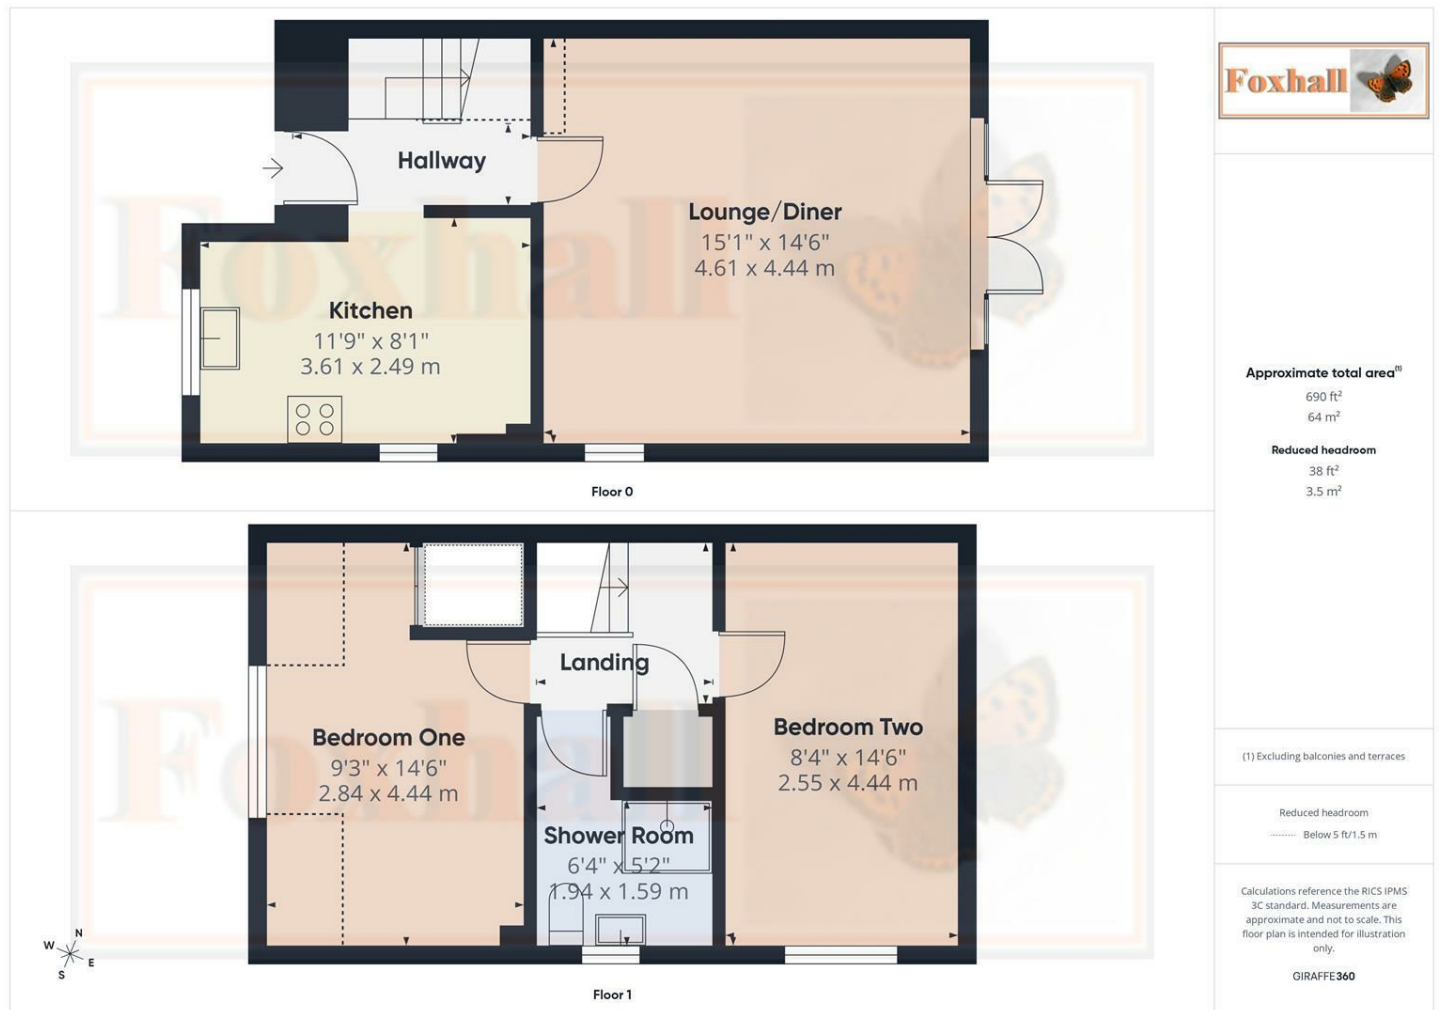 Foxhall
Hallway
Lounge/Diner
15'1" x 14'6"
4.61 x 4.44 m
Kitchen
11'9" x 8'1"
3.61 x 2.49 m
Foxhall
Floor 0
Landing
Bedroom One
9'3" x 14'6"
2.84 x 4.44 m
Bedroom Two
8'4" x 14'6"
2.55 x 4.44 m
Shower Room
6'4" x 5'2"
1.94 x 1.59 m
Foxhall
N
W
E
S
Floor 1
Approximate total area(1)
690 ft²
64 m²
Reduced headroom
38 ft²
3.5 m²
(1) Excluding balconies and terraces
Reduced headroom
Below 5 ft/1.5 m
Calculations reference the RICS IPMS
3C standard. Measurements are
approximate and not to scale. This
floor plan is intended for illustration
only.
GIRAFFE360